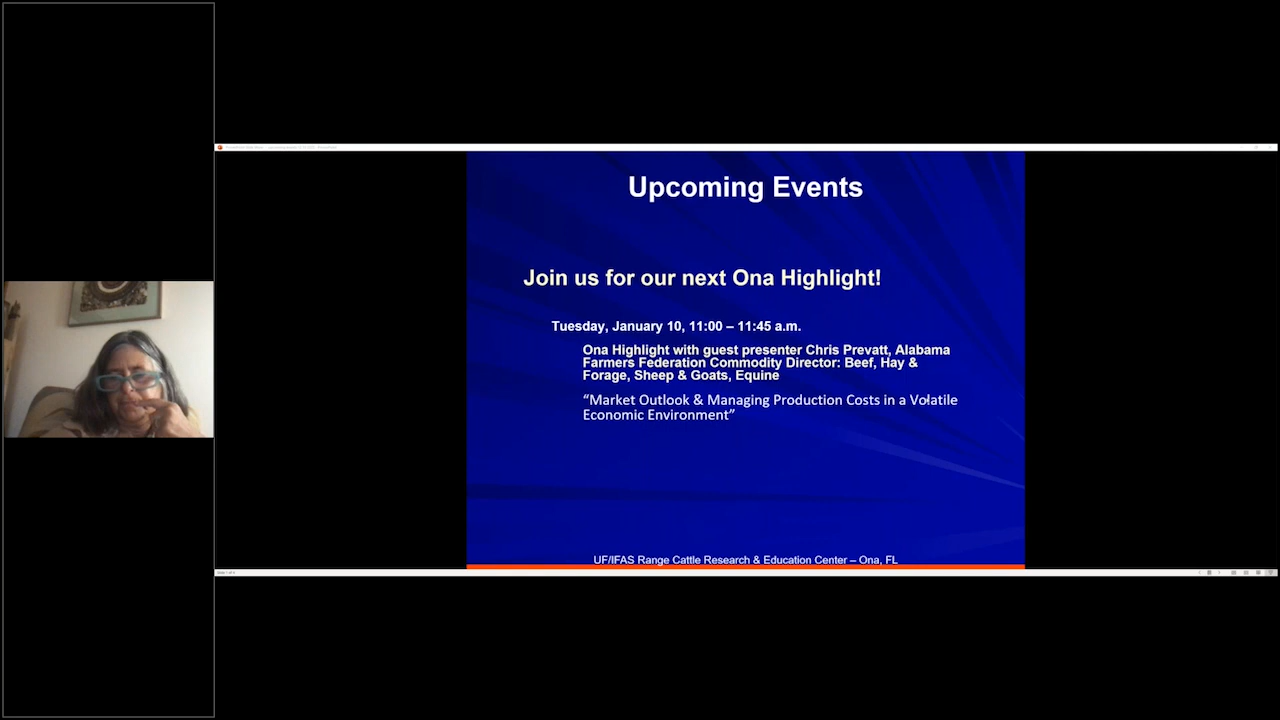 Upcoming Events
Join us for our next Ona Highlight!
Tuesday, January 10, 11:00 – 11:45 a.m.
Ona Highlight with guest presenter Chris Prevatt, Alabama
Farmers Federation Commodity Director: Beef, Hay &
Forage, Sheep & Goats, Equine
“Market Outlook & Managing Production Costs in a Volatile
Economic Environment”
UF/IFAS Range Cattle Research & Education Center – Ona, FL